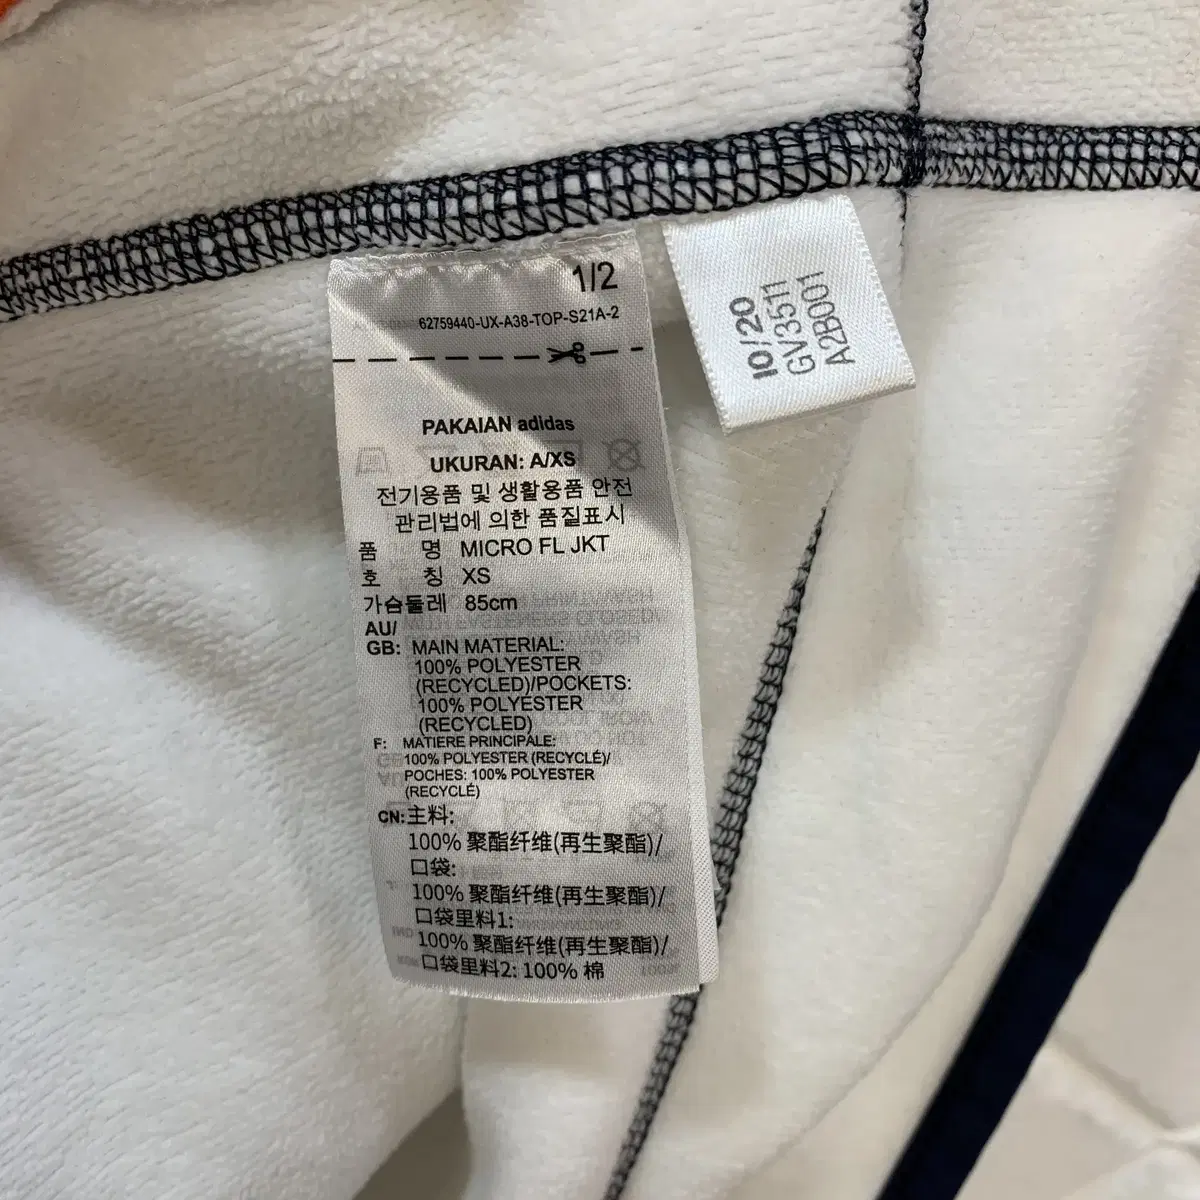 1/2
62759440-UX-A38-TOP-S21A-2
PAKAIAN adidas
UKURAN: A/XS
전기용품 및 생활용품 안전
관리법에 의한 품질표시
품 명 MICRO FL JKT
호 칭 XS
가슴둘레 85cm
AU/
GB: MAIN MATERIAL:
100% POLYESTER
(RECYCLED)/POCKETS:
100% POLYESTER
(RECYCLED)
F: MATIERE PRINCIPALE:
100% POLYESTER (RECYCLÉ)/
POCHES: 100% POLYESTER
(RECYCLÉ)
CN:主料:
100% 聚酯纤维(再生聚酯)/
口袋:
100% 聚酯纤维(再生聚酯)/
口袋里料1:
100% 聚酯纤维(再生聚酯)/
口袋里料2: 100% 棉
10/20
GV3511
A2B001